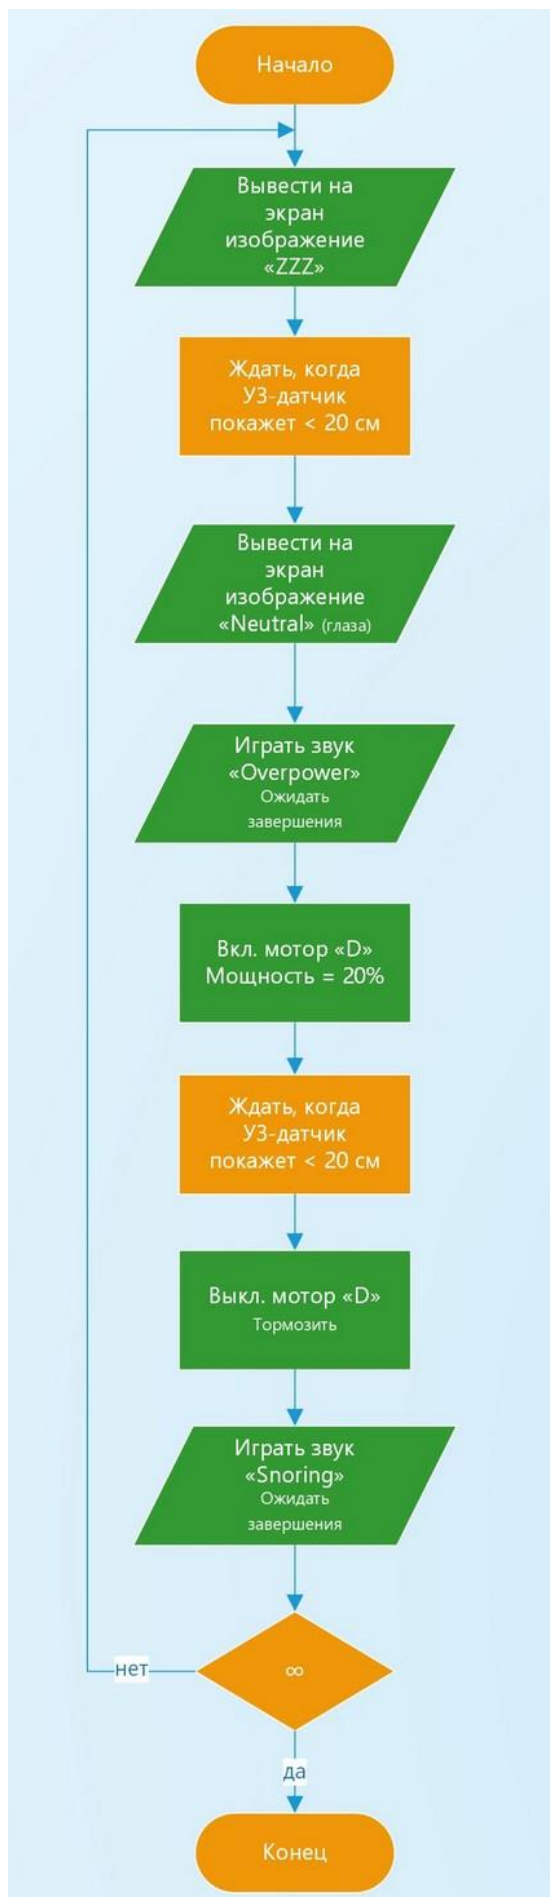 Начало
Вывести на
экран
изображение
«ZZZ»
Ждать, когда
УЗ-датчик
покажет < 20 см
Вывести на
экран
изображение
«Neutral» (глаза)
Играть звук
«Overpower»
Ожидать
завершения
Вкл. мотор «D»
Мощность = 20%
Ждать, когда
УЗ-датчик
покажет < 20 см
Выкл. мотор «D»
Тормозить
Играть звук
«Snoring»
Ожидать
завершения
∞
нет
да
Конец